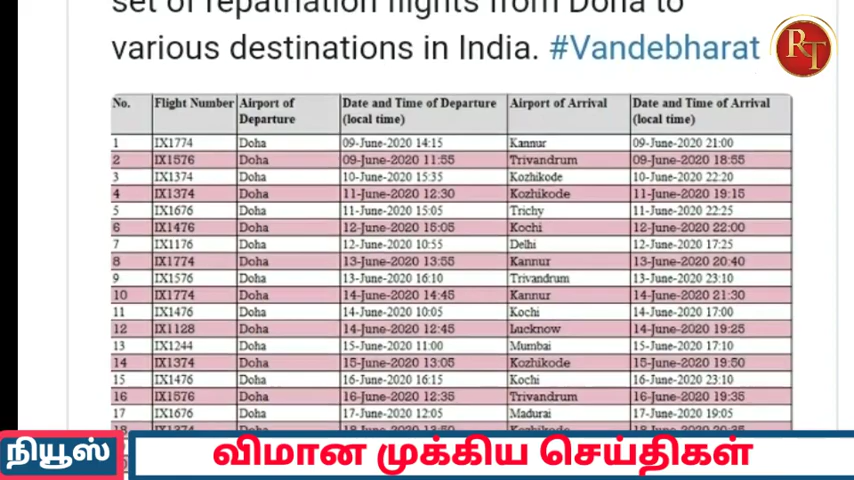 set of repatriation flights from Doha to
various destinations in India. #Vandebharat
RT
No. Flight Number Airport of Departure Date and Time of Departure (local time) Airport of Arrival Date and Time of Arrival (local time)
1 IX1774 Doha 09-June-2020 14:15 Kannur 09-June-2020 21:00
2 IX1576 Doha 09-June-2020 11:55 Trivandrum 09-June-2020 18:55
3 IX1374 Doha 10-June-2020 15:35 Kozhikode 10-June-2020 22:20
4 IX1374 Doha 11-June-2020 12:30 Kozhikode 11-June-2020 19:15
5 IX1676 Doha 11-June-2020 15:05 Trichy 11-June-2020 22:25
6 IX1476 Doha 12-June-2020 15:05 Kochi 12-June-2020 22:00
7 IX1176 Doha 12-June-2020 10:55 Delhi 12-June-2020 17:25
8 IX1774 Doha 13-June-2020 13:55 Kannur 13-June-2020 20:40
9 IX1576 Doha 13-June-2020 16:10 Trivandrum 13-June-2020 23:10
10 IX1774 Doha 14-June-2020 14:45 Kannur 14-June-2020 21:30
11 IX1476 Doha 14-June-2020 10:05 Kochi 14-June-2020 17:00
12 IX1128 Doha 14-June-2020 12:45 Lucknow 14-June-2020 19:25
13 IX1244 Doha 15-June-2020 11:00 Mumbai 15-June-2020 17:10
14 IX1374 Doha 15-June-2020 13:05 Kozhikode 15-June-2020 19:50
15 IX1476 Doha 16-June-2020 16:15 Kochi 16-June-2020 23:10
16 IX1576 Doha 16-June-2020 12:35 Trivandrum 16-June-2020 19:35
17 IX1676 Doha 17-June-2020 12:05 Madurai 17-June-2020 19:05
நியூஸ் விமான முக்கிய செய்திகள்